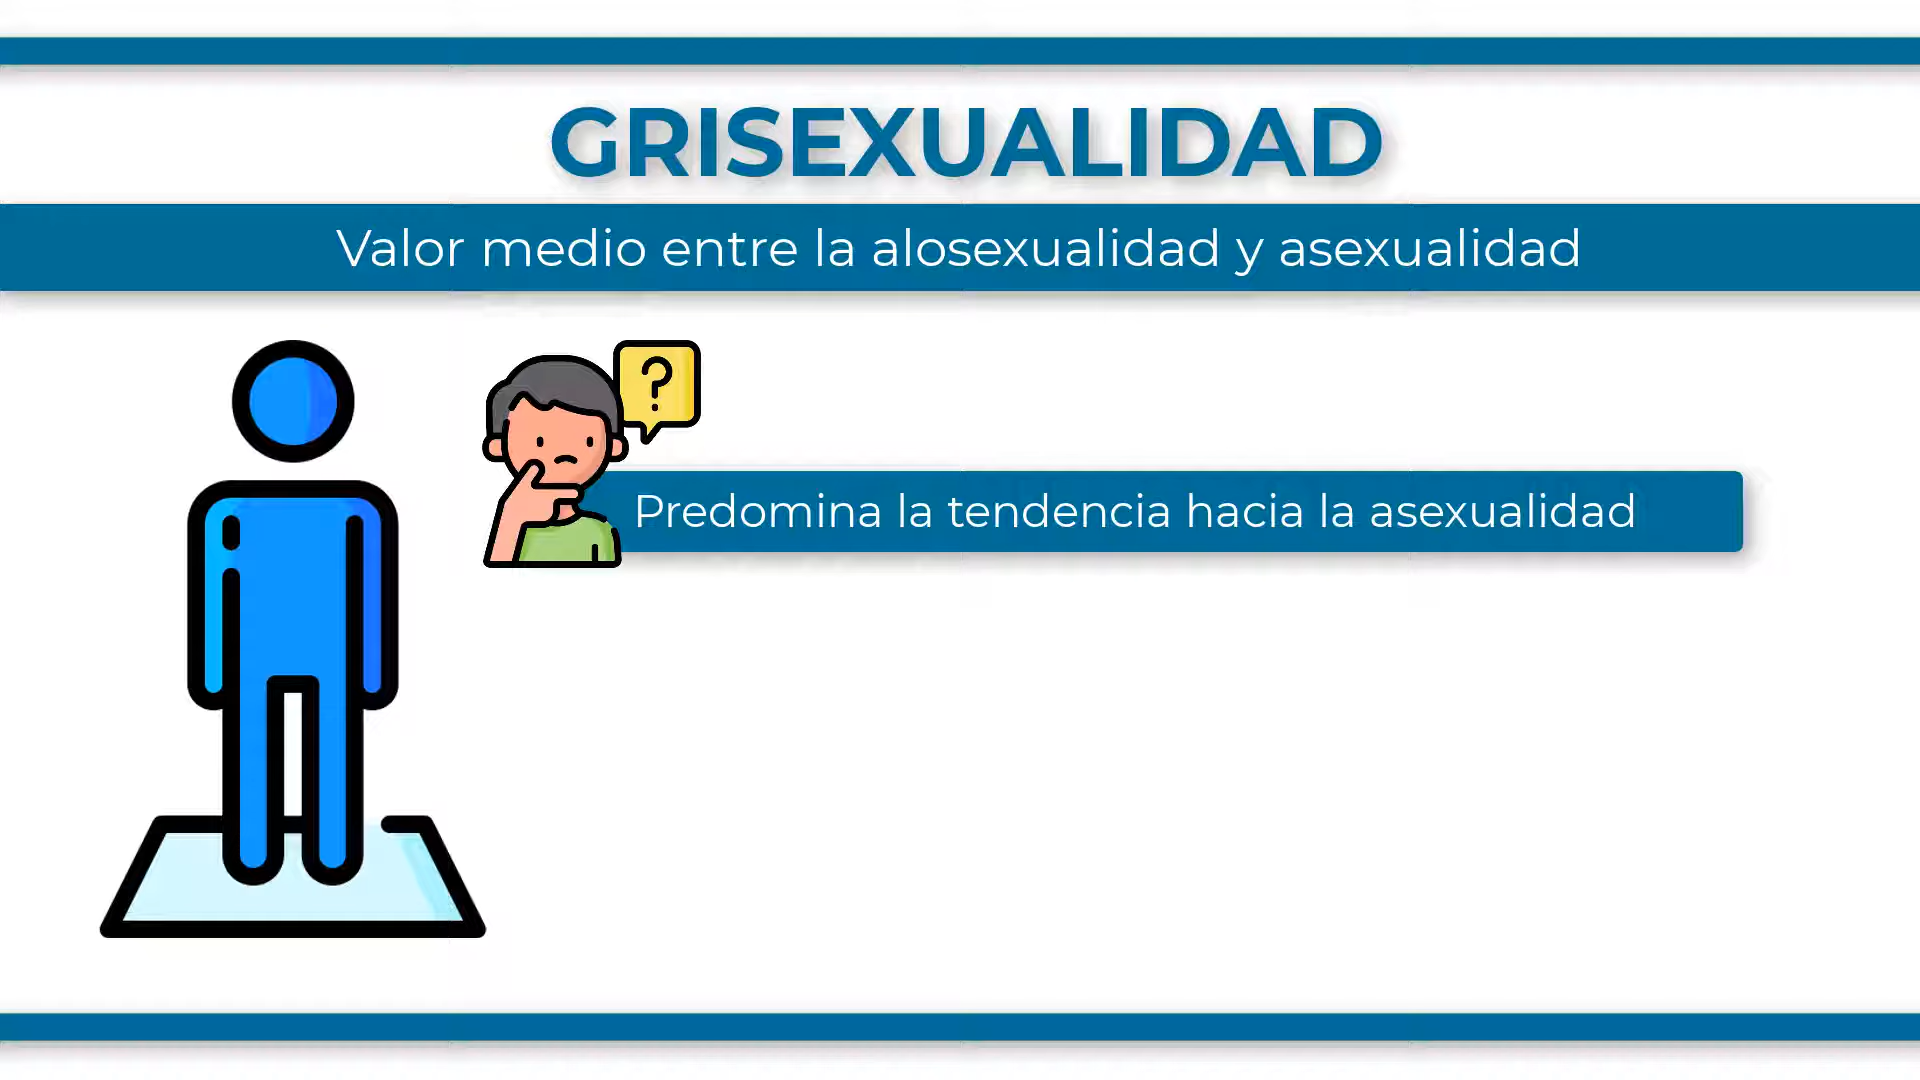 GRISEXUALIDAD
Valor medio entre la alosexualidad y asexualidad
?
Predomina la tendencia hacia la asexualidad